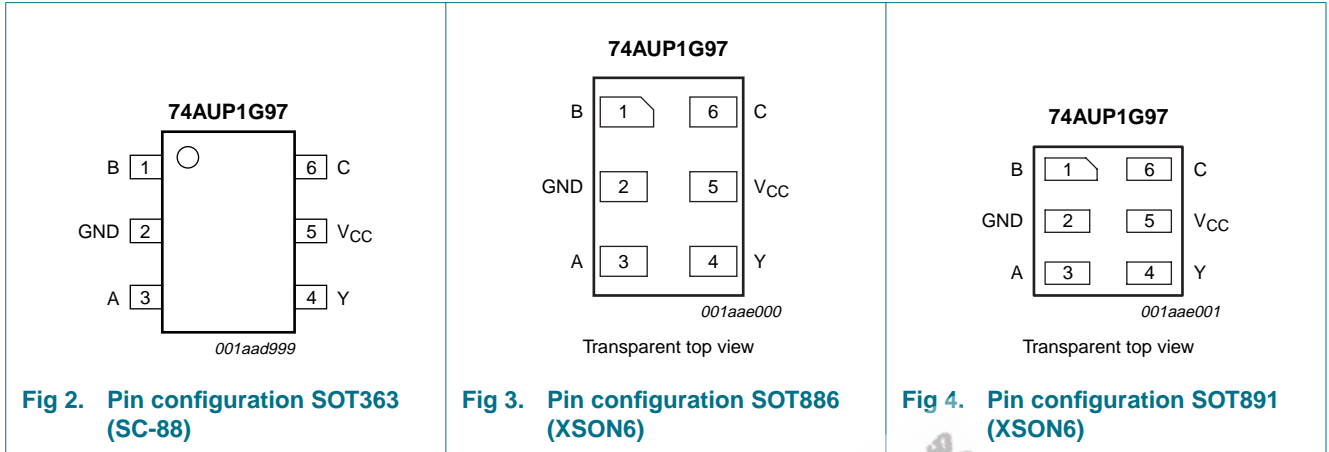 74AUP1G97
B 1 6 C
GND 2 5 VCC
A 3 4 Y
001aad999
Fig 2. Pin configuration SOT363
(SC-88)
74AUP1G97
B 1 6 C
GND 2 5 VCC
A 3 4 Y
001aae000
Transparent top view
Fig 3. Pin configuration SOT886
(XSON6)
74AUP1G97
B 1 6 C
GND 2 5 VCC
A 3 4 Y
001aae001
Transparent top view
Fig 4. Pin configuration SOT891
(XSON6)